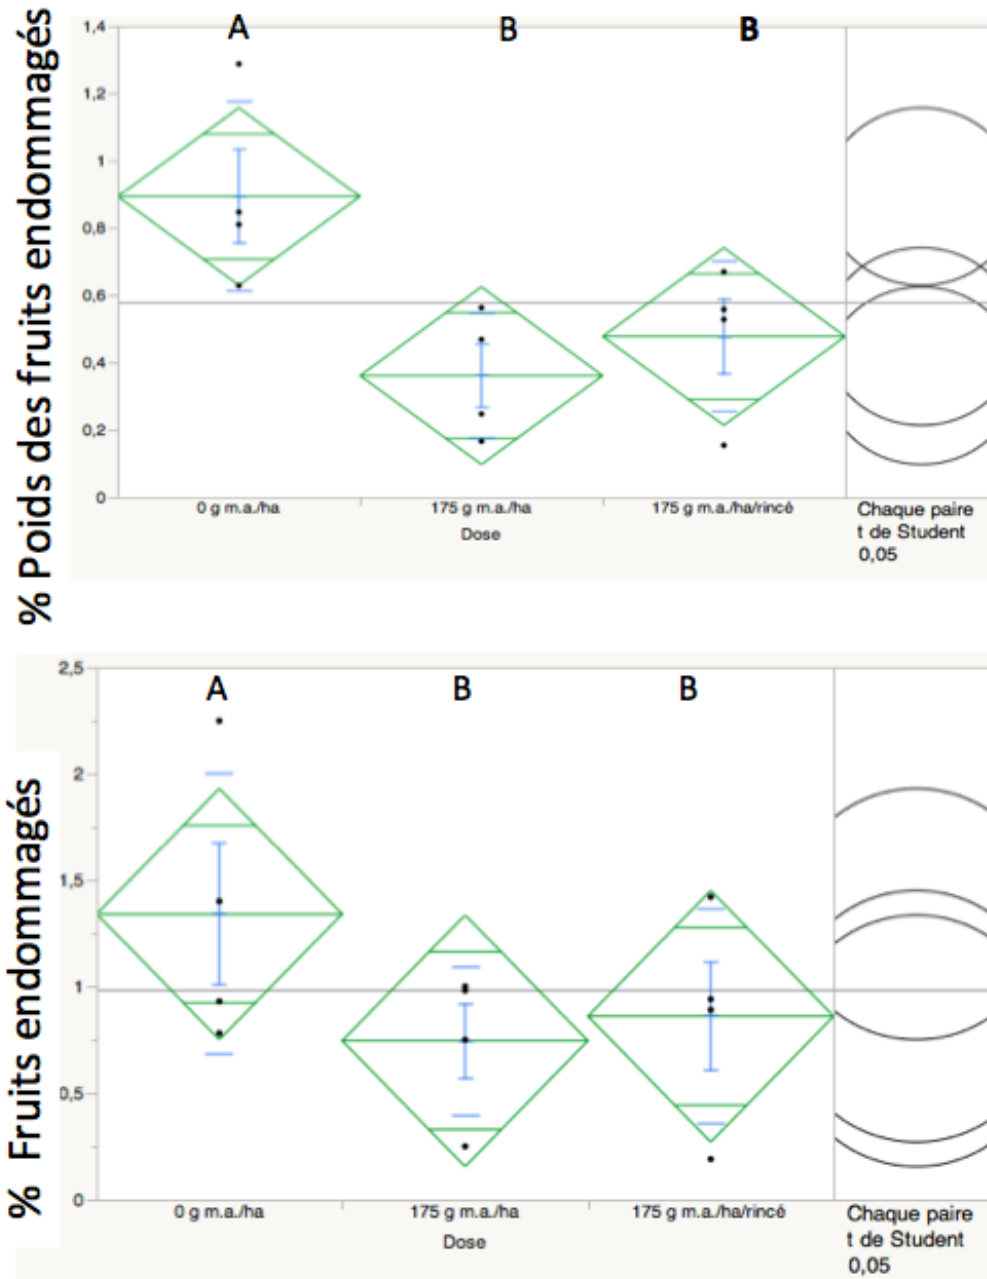 % Poids des fruits endommagés
A B B
1,4
1,2
1
0,8
0,6
0,4
0,2
0
0 g m.a./ha 175 g m.a./ha 175 g m.a./ha/rincé
Dose
Chaque paire
t de Student
0,05
% Fruits endommagés
A B B
2,5
2
1,5
1
0,5
0
0 g m.a./ha 175 g m.a./ha 175 g m.a./ha/rincé
Dose
Chaque paire
t de Student
0,05